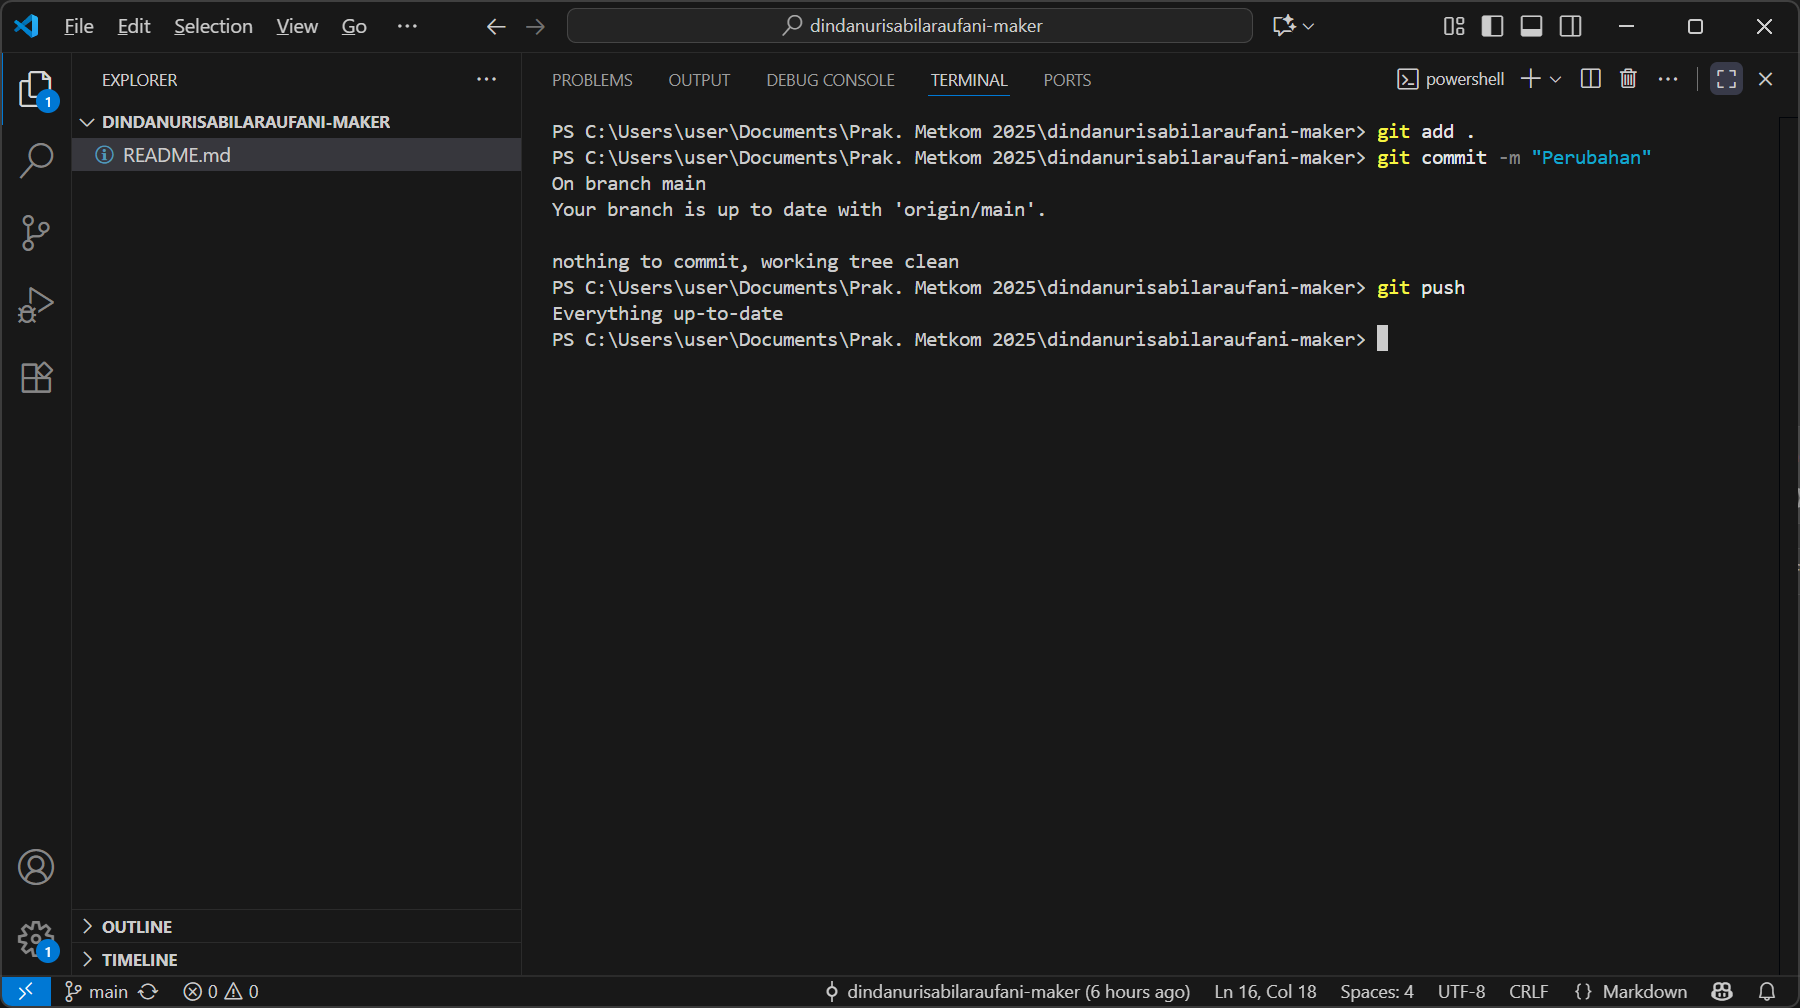 File Edit Selection View Go ··· dindanurisabilaraufani-maker
EXPLORER ···
PROBLEMS OUTPUT DEBUG CONSOLE TERMINAL PORTS powershell ···
1
DINDANURISABILARAUFANI-MAKER
README.md
PS C:\Users\user\Documents\Prak. Metkom 2025\dindanurisabilaraufani-maker> git add .
PS C:\Users\user\Documents\Prak. Metkom 2025\dindanurisabilaraufani-maker> git commit -m "Perubahan"
On branch main
Your branch is up to date with 'origin/main'.
nothing to commit, working tree clean
PS C:\Users\user\Documents\Prak. Metkom 2025\dindanurisabilaraufani-maker> git push
Everything up-to-date
PS C:\Users\user\Documents\Prak. Metkom 2025\dindanurisabilaraufani-maker>
OUTLINE
1
TIMELINE
main 0 0 dindanurisabilaraufani-maker (6 hours ago) Ln 16, Col 18 Spaces: 4 UTF-8 CRLF {} Markdown